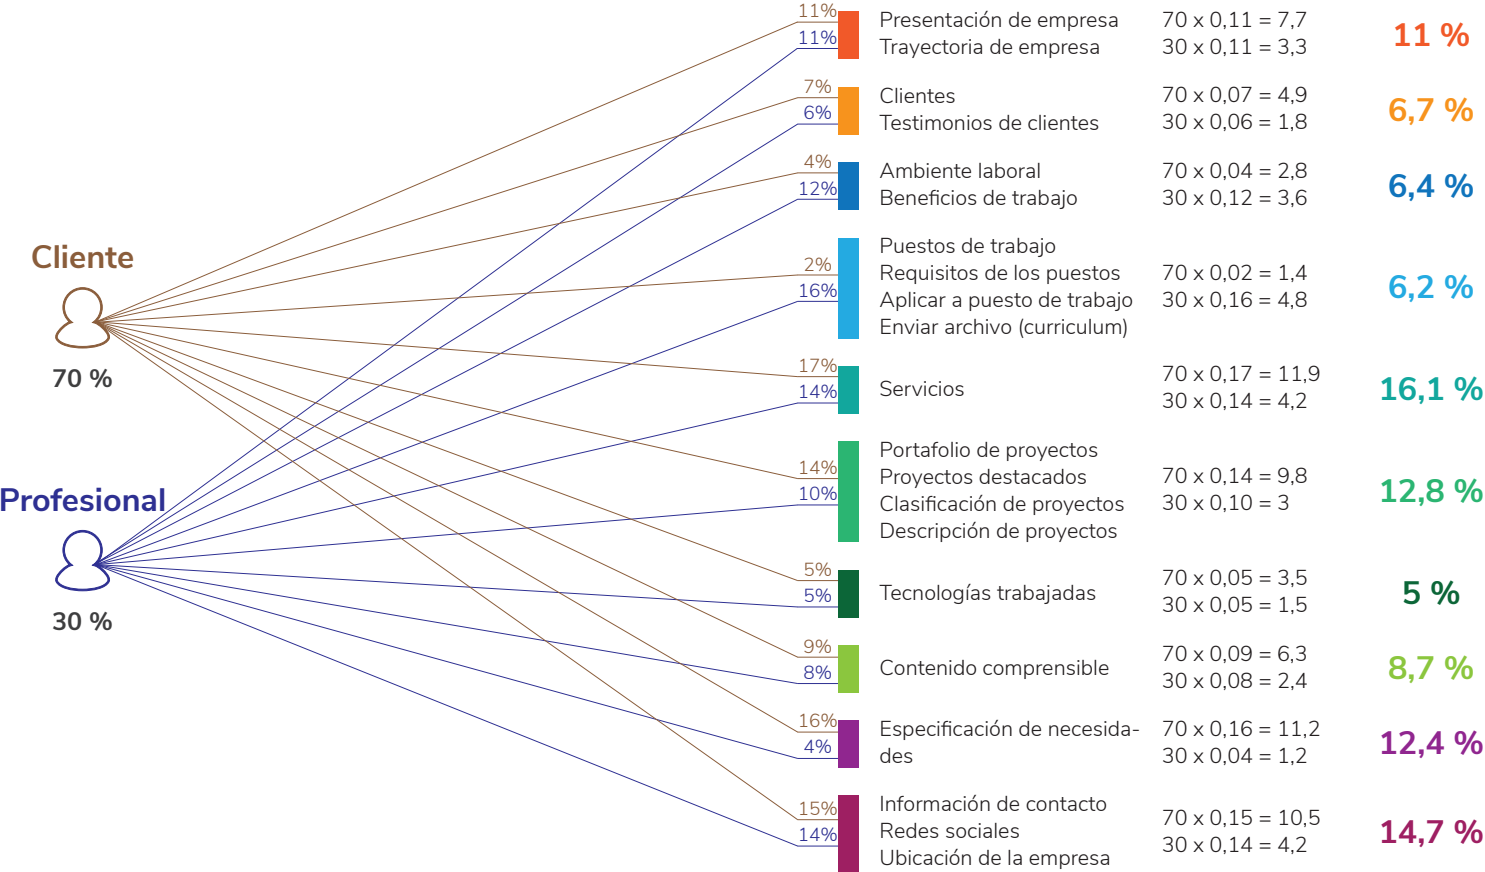 Cliente
70 %
Profesional
30 %
11%
11%
Presentación de empresa
Trayectoria de empresa
70 x 0,11 = 7,7
30 x 0,11 = 3,3
11 %
7%
6%
Clientes
Testimonios de clientes
70 x 0,07 = 4,9
30 x 0,06 = 1,8
6,7 %
4%
12%
Ambiente laboral
Beneficios de trabajo
70 x 0,04 = 2,8
30 x 0,12 = 3,6
6,4 %
2%
16%
Puestos de trabajo
Requisitos de los puestos
Aplicar a puesto de trabajo
Enviar archivo (curriculum)
70 x 0,02 = 1,4
30 x 0,16 = 4,8
6,2 %
17%
14%
Servicios
70 x 0,17 = 11,9
30 x 0,14 = 4,2
16,1 %
14%
10%
Portafolio de proyectos
Proyectos destacados
Clasificación de proyectos
Descripción de proyectos
70 x 0,14 = 9,8
30 x 0,10 = 3
12,8 %
5%
5%
Tecnologías trabajadas
70 x 0,05 = 3,5
30 x 0,05 = 1,5
5 %
9%
8%
Contenido comprensible
70 x 0,09 = 6,3
30 x 0,08 = 2,4
8,7 %
16%
4%
Especificación de necesida-
des
70 x 0,16 = 11,2
30 x 0,04 = 1,2
12,4 %
15%
14%
Información de contacto
Redes sociales
Ubicación de la empresa
70 x 0,15 = 10,5
30 x 0,14 = 4,2
14,7 %